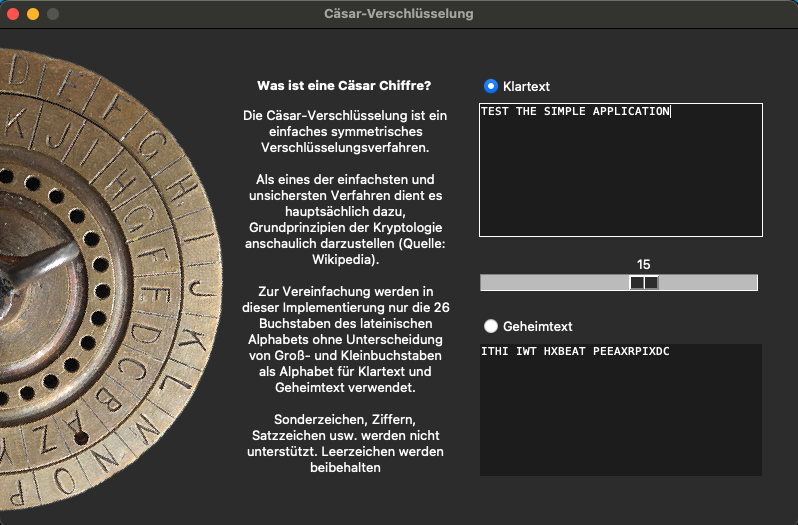 Cäsar-Verschlüsselung
Was ist eine Cäsar Chiffre?
Die Cäsar-Verschlüsselung ist ein
einfaches symmetrisches
Verschlüsselungsverfahren.
Als eines der einfachsten und
unsichersten Verfahren dient es
hauptsächlich dazu,
Grundprinzipien der Kryptologie
anschaulich darzustellen (Quelle:
Wikipedia).
Zur Vereinfachung werden in
dieser Implementierung nur die 26
Buchstaben des lateinischen
Alphabets ohne Unterscheidung
von Groß- und Kleinbuchstaben
als Alphabet für Klartext und
Geheimtext verwendet.
Sonderzeichen, Ziffern,
Satzzeichen usw. werden nicht
unterstützt. Leerzeichen werden
beibehalten
Klartext
TEST THE SIMPLE APPLICATION
15
Geheimtext
ITHI IWT HXBEAT PEEAXRPIXDC
D E F G H I J K L M N O P
K J I H G F E D C B A Z Y